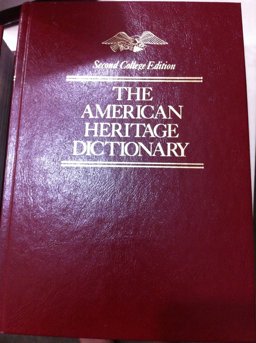 Second College Edition
THE
AMERICAN
HERITAGE
DICTIONARY